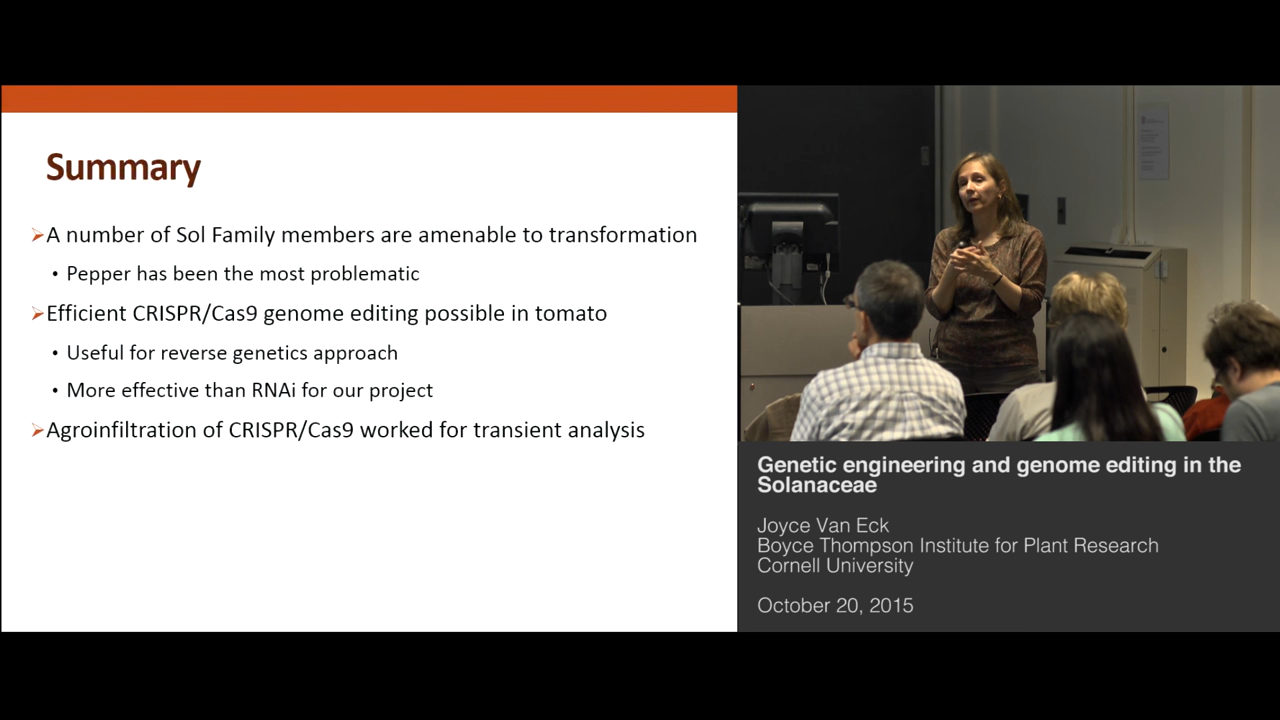 Summary
➢A number of Sol Family members are amenable to transformation
• Pepper has been the most problematic
➢Efficient CRISPR/Cas9 genome editing possible in tomato
• Useful for reverse genetics approach
• More effective than RNAi for our project
➢Agroinfiltration of CRISPR/Cas9 worked for transient analysis
Genetic engineering and genome editing in the
Solanaceae
Joyce Van Eck
Boyce Thompson Institute for Plant Research
Cornell University
October 20, 2015